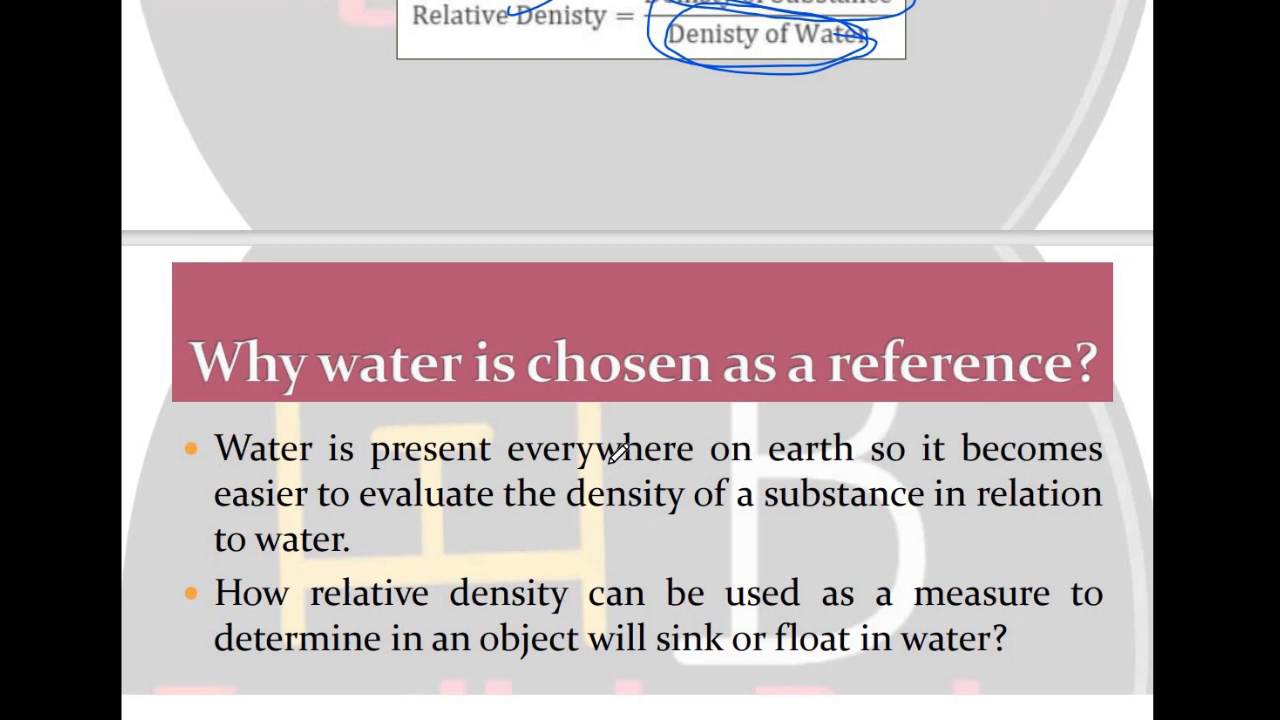 Relative Denisty =
Denisty of Water
Why water is chosen as a reference?
• Water is present everywhere on earth so it becomes
easier to evaluate the density of a substance in relation
to water.
• How relative density can be used as a measure to
determine in an object will sink or float in water?